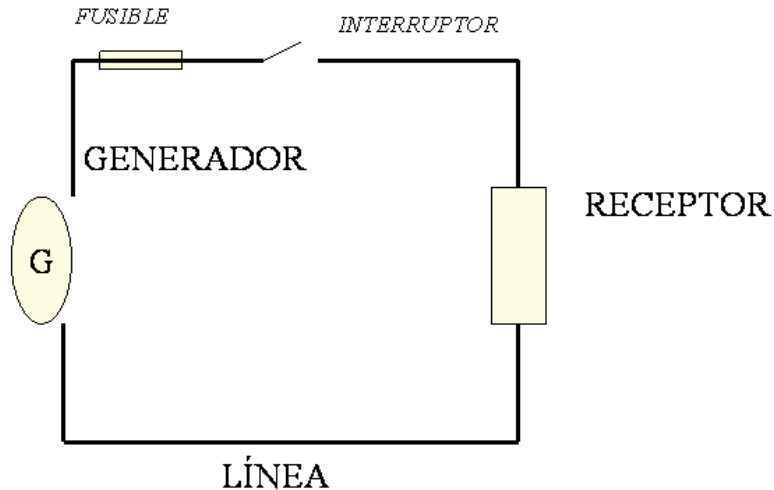 FUSIBLE
INTERRUPTOR
GENERADOR
RECEPTOR
G
LÍNEA